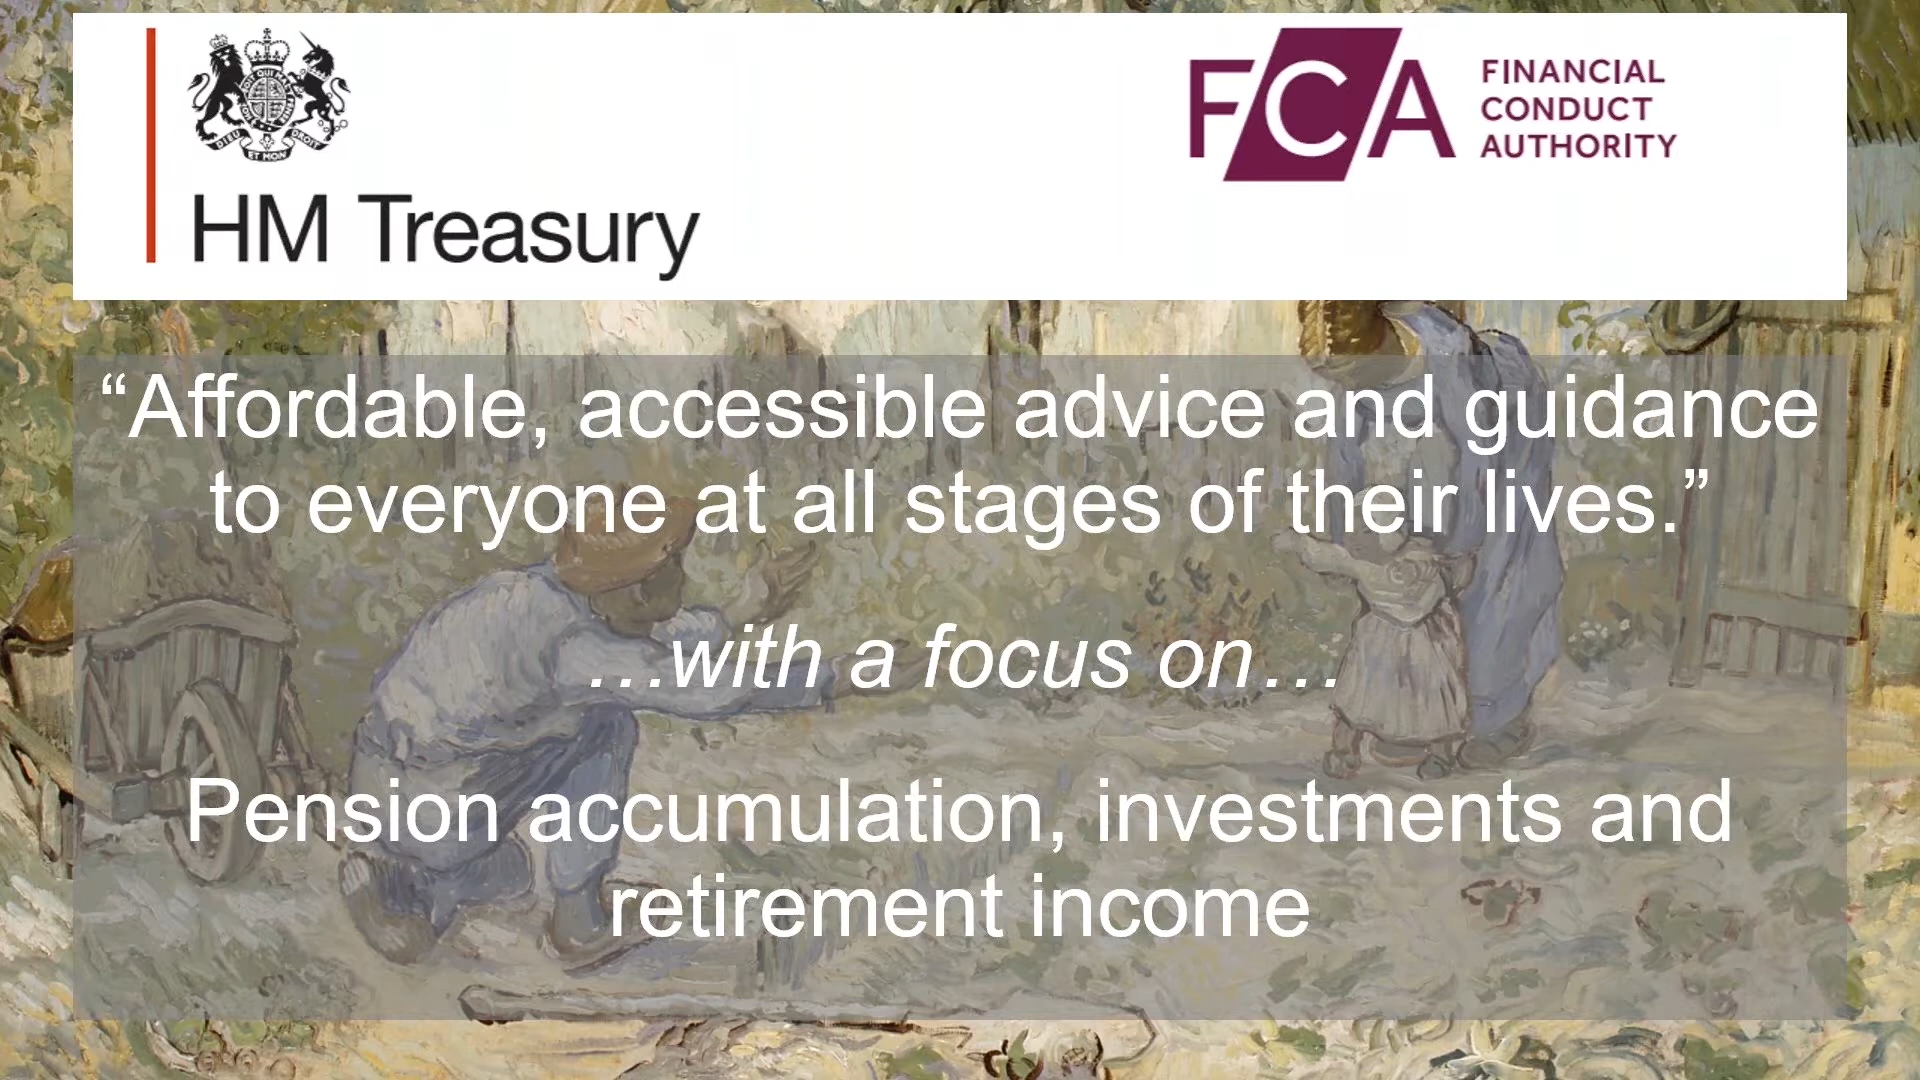 HM Treasury
FCA
FINANCIAL
CONDUCT
AUTHORITY
“Affordable, accessible advice and guidance
to everyone at all stages of their lives.”
…with a focus on…
Pension accumulation, investments and
retirement income